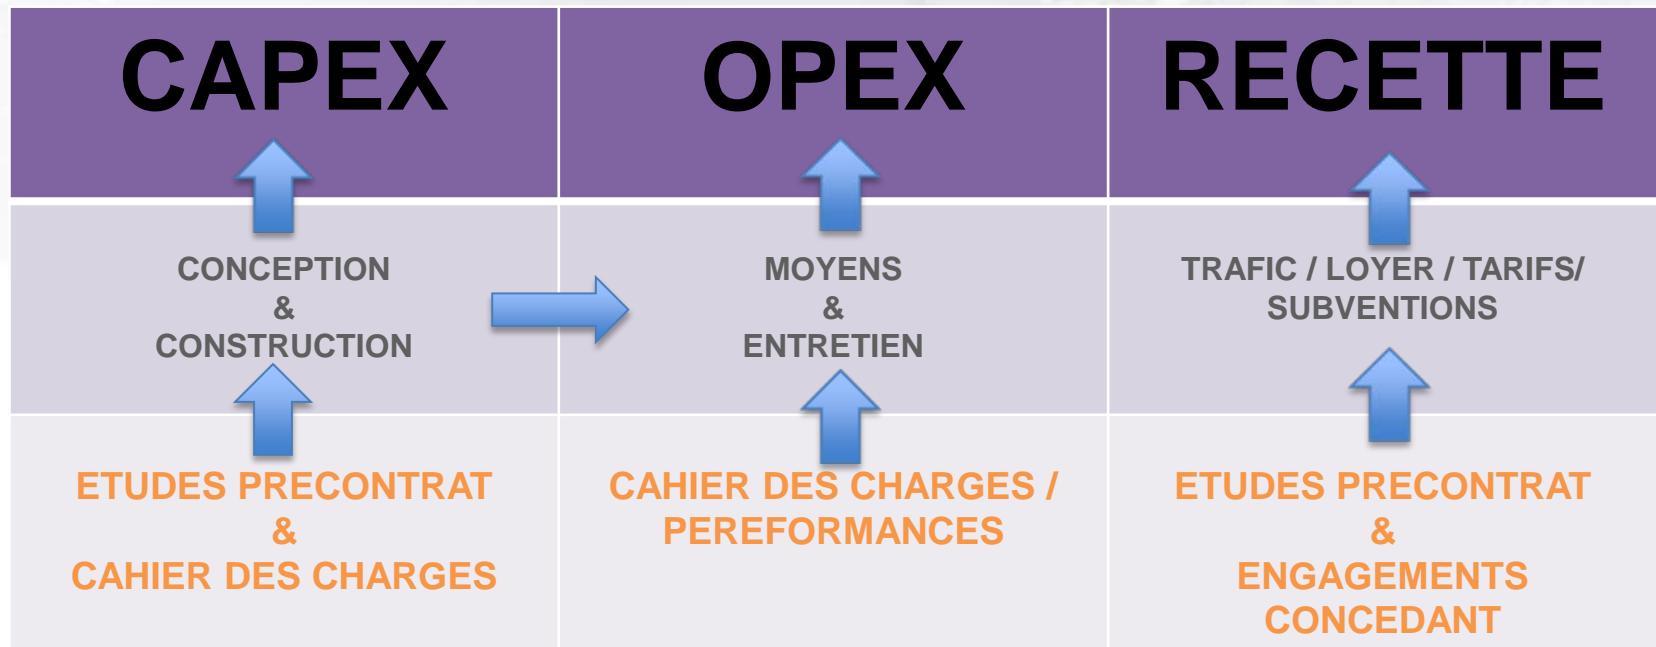 CAPEX
OPEX
RECETTE
CONCEPTION
&
CONSTRUCTION
MOYENS
&
ENTRETIEN
TRAFIC / LOYER / TARIFS/
SUBVENTIONS
ETUDES PRECONTRAT
&
CAHIER DES CHARGES
CAHIER DES CHARGES /
PEREFORMANCES
ETUDES PRECONTRAT
&
ENGAGEMENTS
CONCEDANT